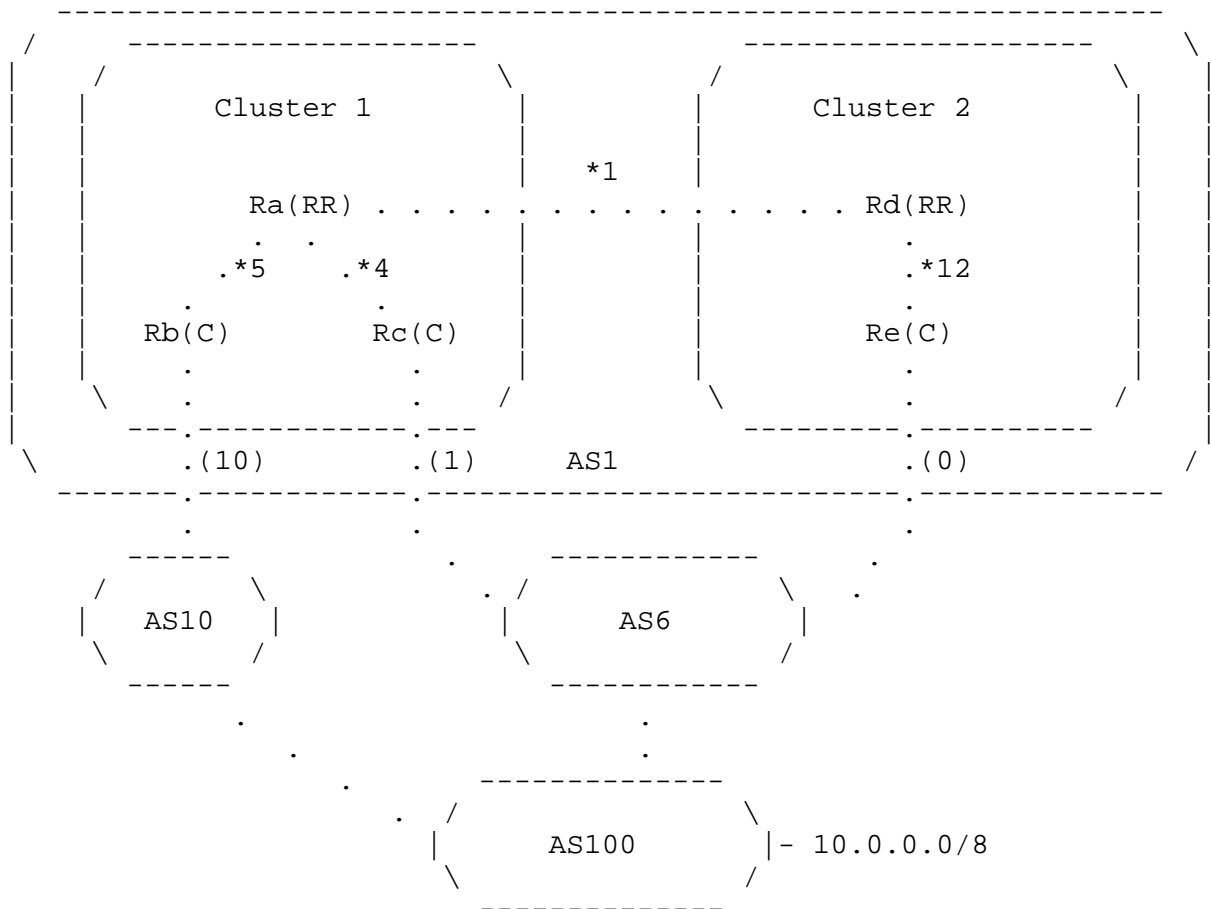 Cluster 1 Cluster 2
*1
Ra(RR) . . . . . . . . . . . . . . Rd(RR)
.*5 .*4 .*12
Rb(C) Rc(C) Re(C)
.(10) .(1) AS1 .(0)
AS10 AS6
AS100 |- 10.0.0.0/8